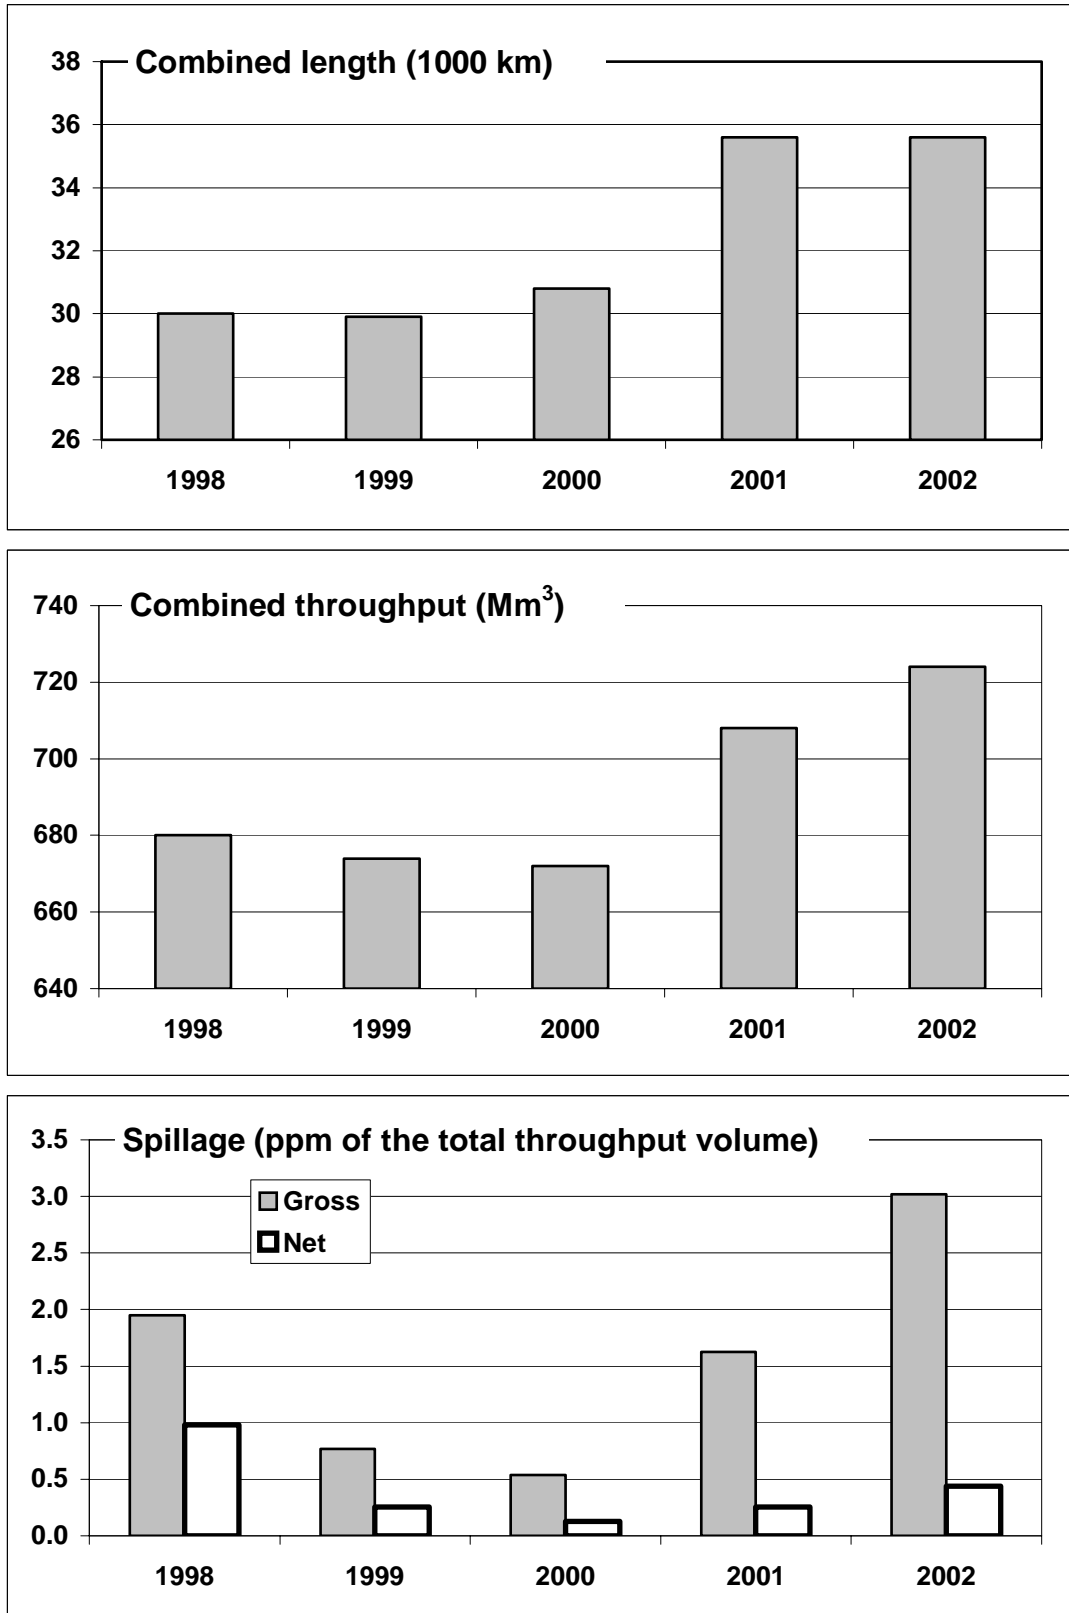 Combined length (1000 km)
38
36
34
32
30
28
26
1998 1999 2000 2001 2002
Combined throughput (Mm³)
740
720
700
680
660
640
1998 1999 2000 2001 2002
Spillage (ppm of the total throughput volume)
3.5
Gross
Net
3.0
2.5
2.0
1.5
1.0
0.5
0.0
1998 1999 2000 2001 2002